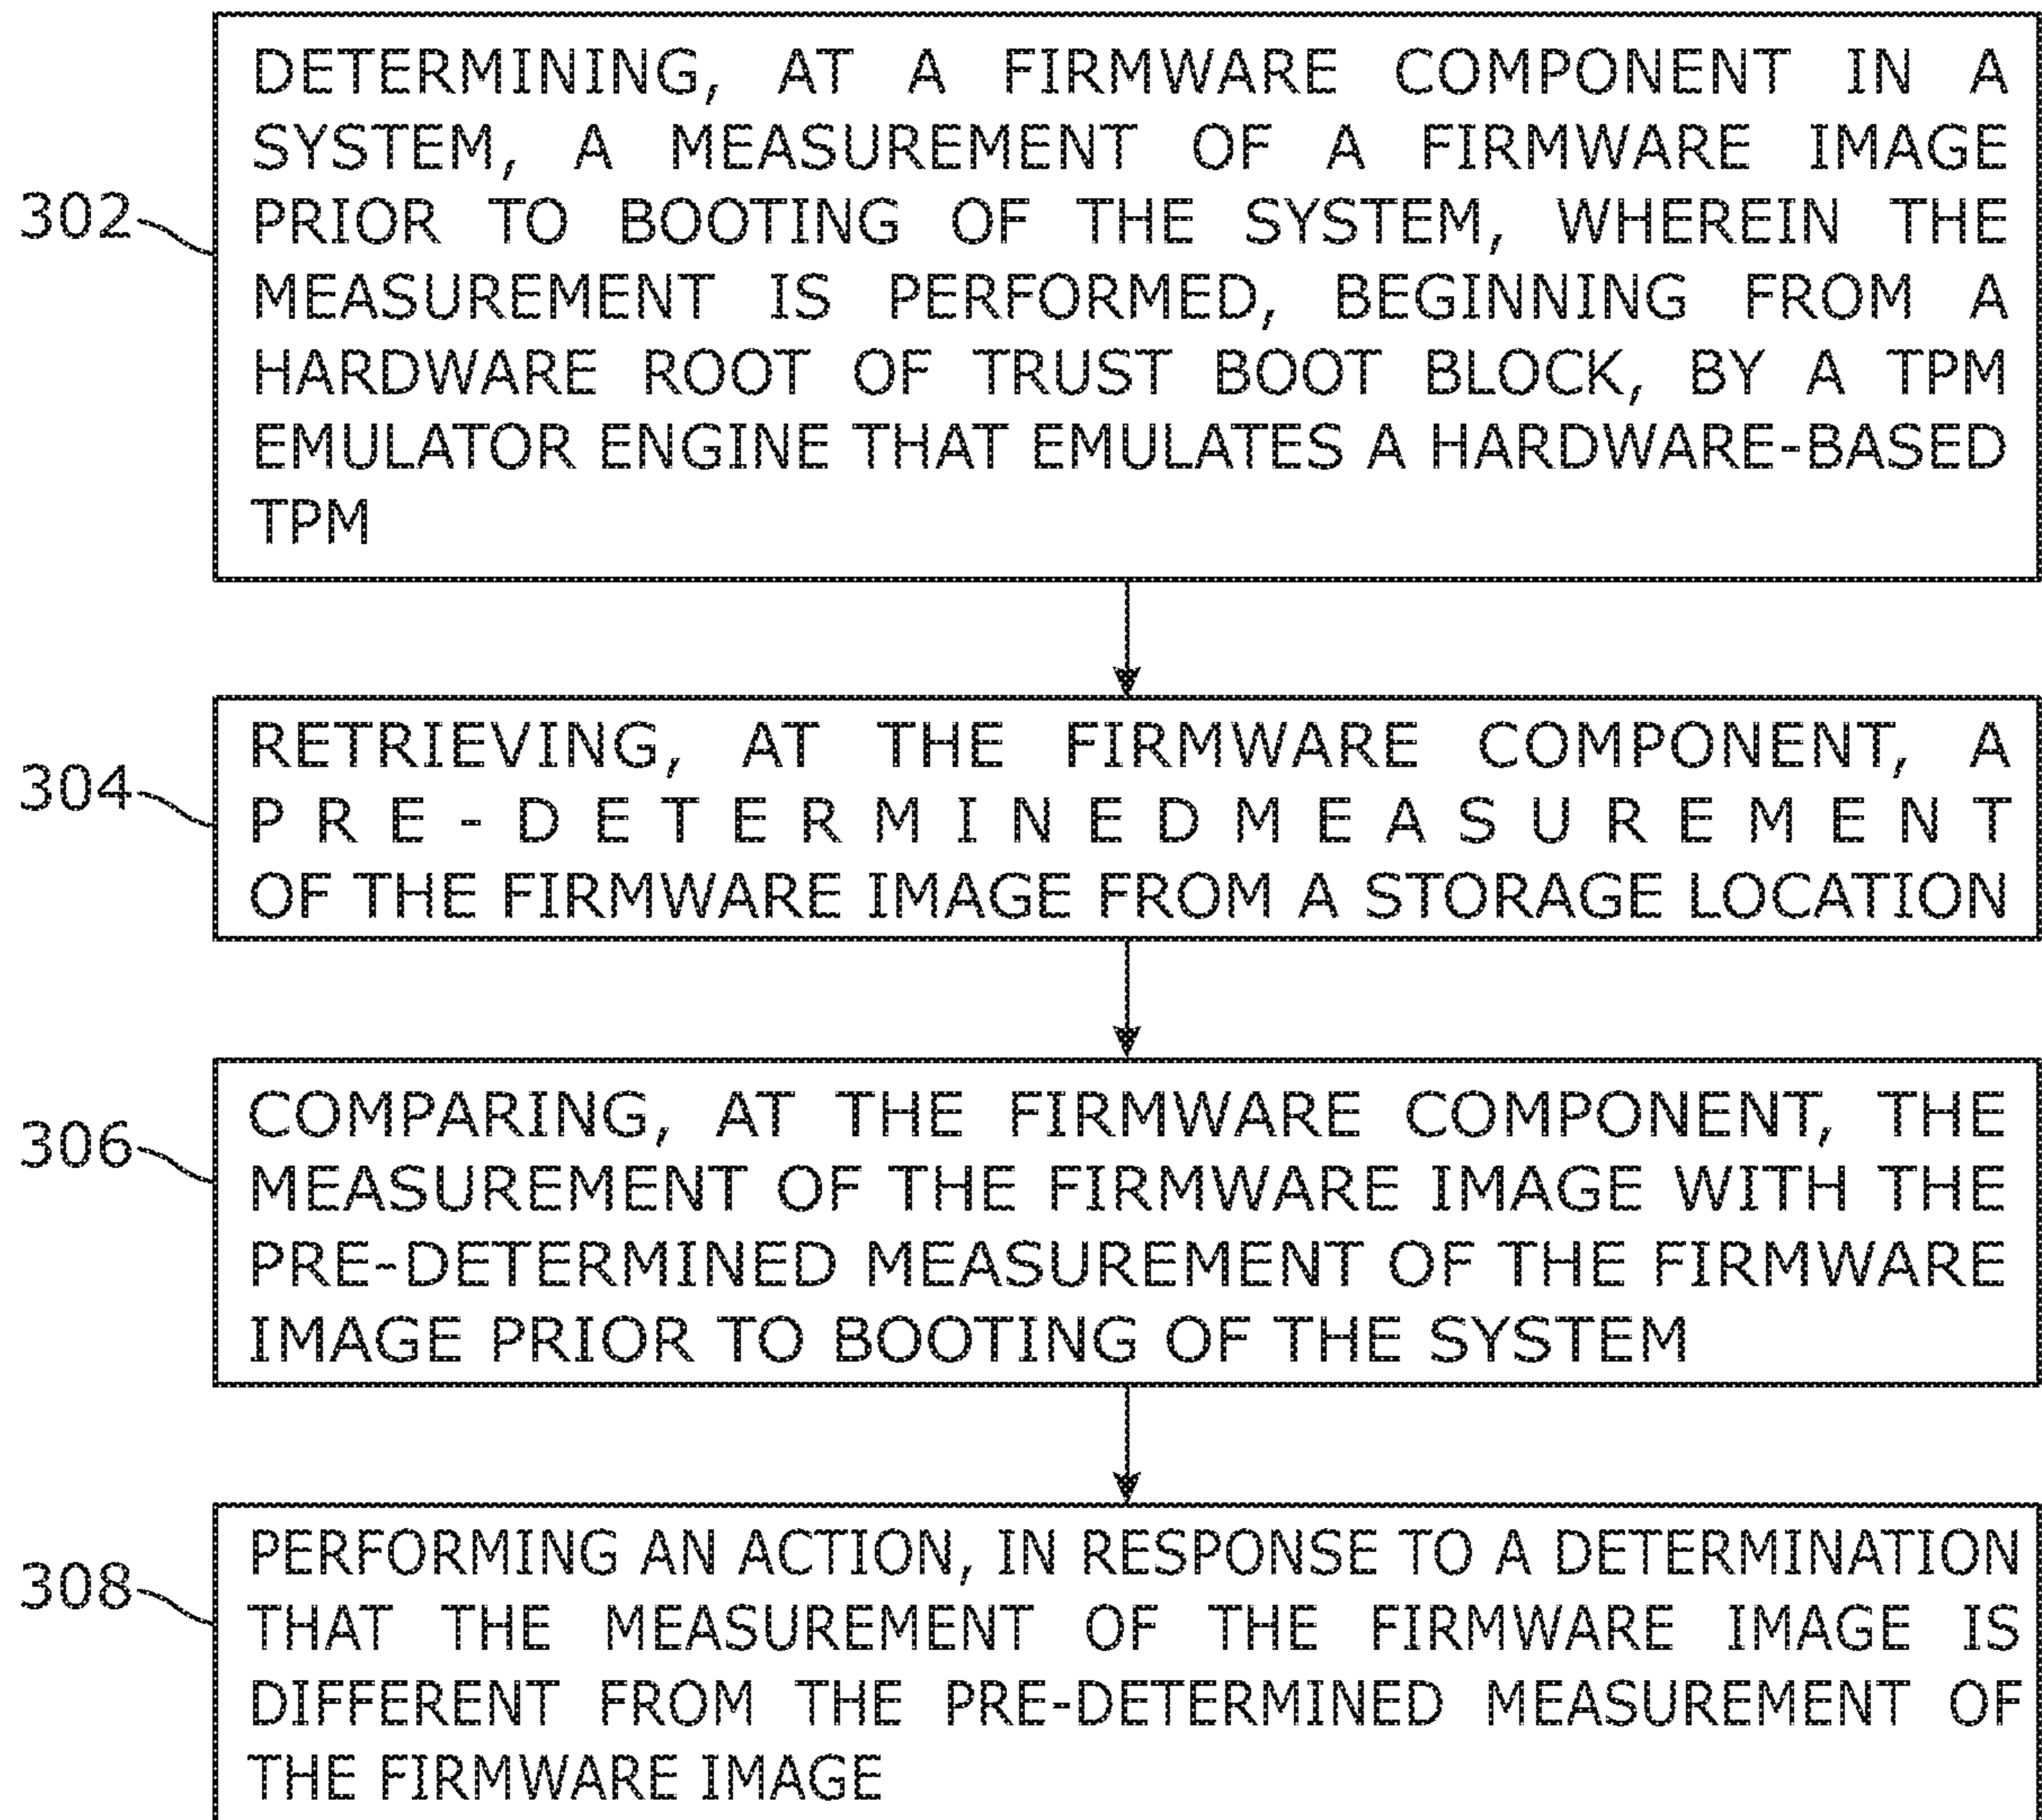 302
DETERMINING, AT A FIRMWARE COMPONENT IN A
SYSTEM, A MEASUREMENT OF A FIRMWARE IMAGE
PRIOR TO BOOTING OF THE SYSTEM, WHEREIN THE
MEASUREMENT IS PERFORMED, BEGINNING FROM A
HARDWARE ROOT OF TRUST BOOT BLOCK, BY A TPM
EMULATOR ENGINE THAT EMULATES A HARDWARE-BASED
TPM
304
RETRIEVING, AT THE FIRMWARE COMPONENT, A
PRE-DETERMINEDMEASUREMENT
OF THE FIRMWARE IMAGE FROM A STORAGE LOCATION
306
COMPARING, AT THE FIRMWARE COMPONENT, THE
MEASUREMENT OF THE FIRMWARE IMAGE WITH THE
PRE-DETERMINED MEASUREMENT OF THE FIRMWARE
IMAGE PRIOR TO BOOTING OF THE SYSTEM
308
PERFORMING AN ACTION, IN RESPONSE TO A DETERMINATION
THAT THE MEASUREMENT OF THE FIRMWARE IMAGE IS
DIFFERENT FROM THE PRE-DETERMINED MEASUREMENT OF
THE FIRMWARE IMAGE